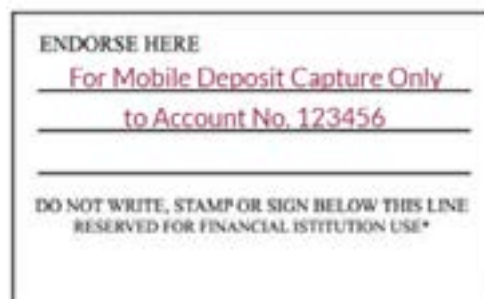 ENDORSE HERE
For Mobile Deposit Capture Only
to Account No. 123456
DO NOT WRITE, STAMP OR SIGN BELOW THIS LINE
RESERVED FOR FINANCIAL ISTITUTION USE*